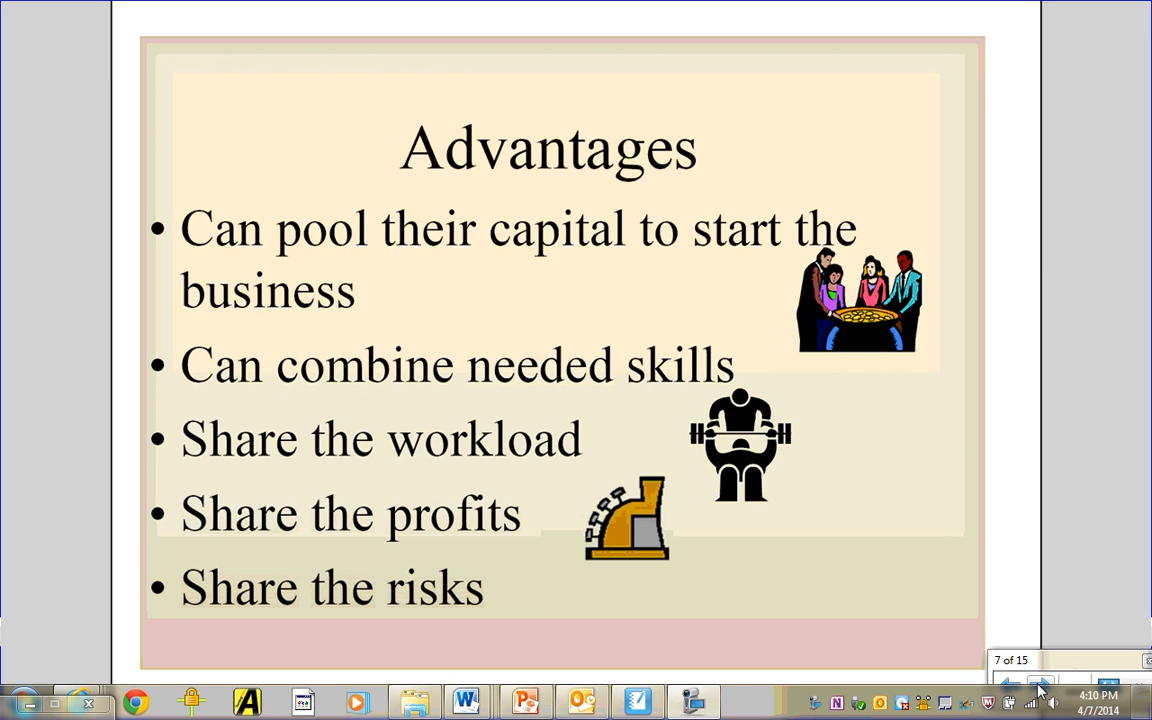 Advantages
• Can pool their capital to start the
business
• Can combine needed skills
• Share the workload
• Share the profits
• Share the risks
7 of 15
4:10 PM
4/7/2014